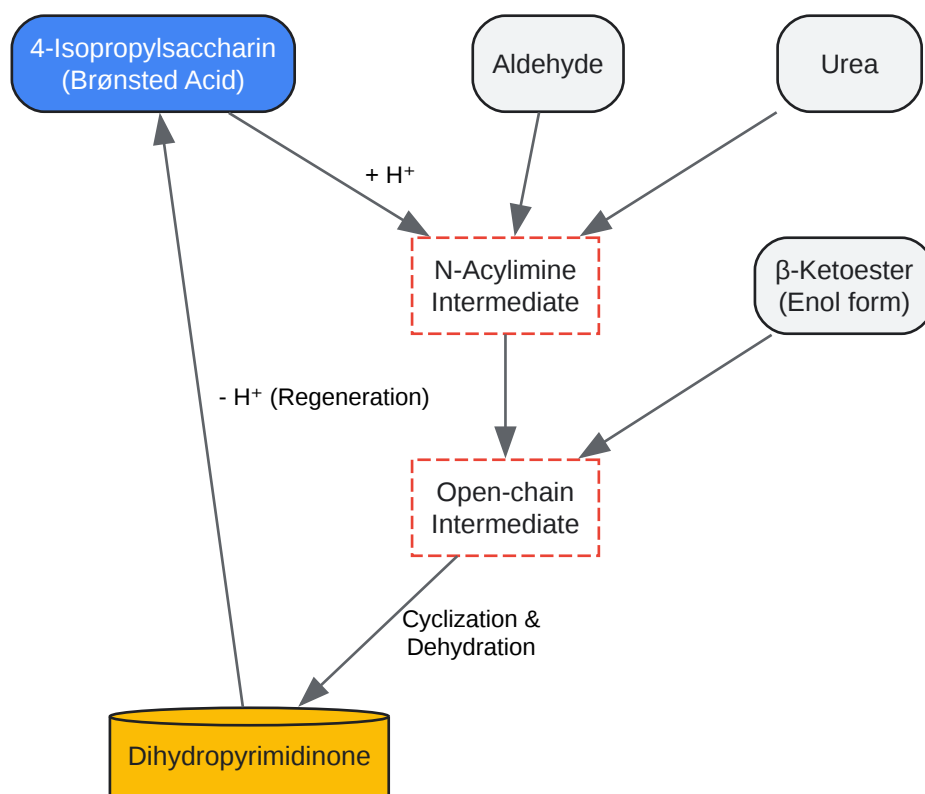 4-Isopropylsaccharin
(Brønsted Acid)
Aldehyde
Urea
+ H⁺
N-Acylimine
Intermediate
β-Ketoester
(Enol form)
- H⁺ (Regeneration)
Open-chain
Intermediate
Cyclization &
Dehydration
Dihydropyrimidinone